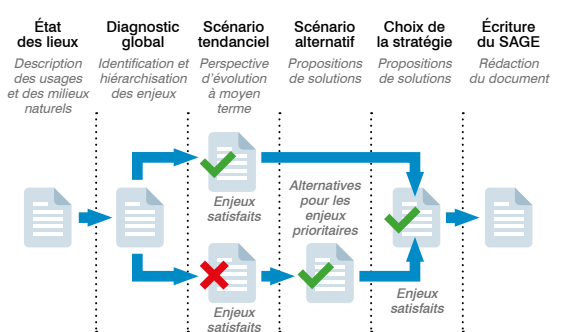 État
des lieux
Description
des usages
et des milieux
naturels
Diagnostic
global
Identification et
hiérarchisation
des enjeux
Scénario
tendanciel
Perspective
d'évolution
à moyen
terme
Scénario
alternatif
Propositions
de solutions
Choix de
la stratégie
Propositions
de solutions
Écriture
du SAGE
Rédaction
du document
Enjeux
satisfaits
Alternatives
pour les
enjeux
prioritaires
Enjeux
satisfaits
Enjeux
satisfaits